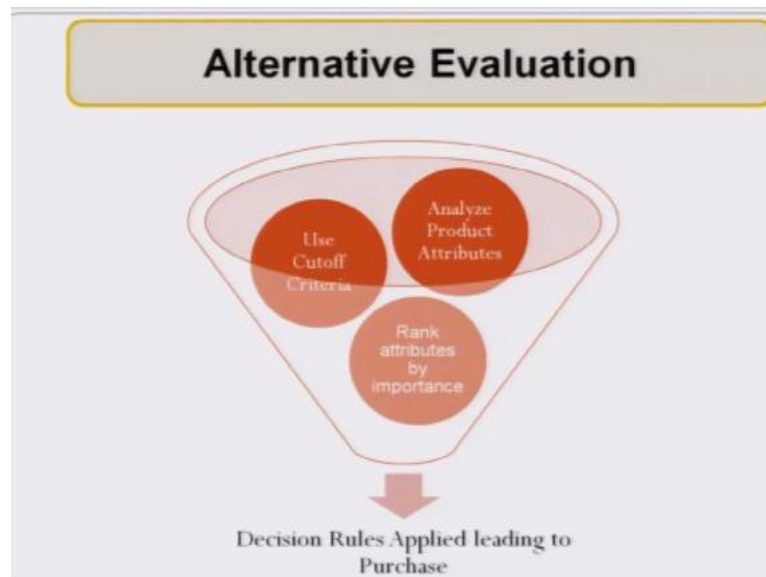 Alternative Evaluation
Analyze
Product
Attributes
Use
Cutoff
Criteria
Rank
attributes
by
importance
Decision Rules Applied leading to
Purchase